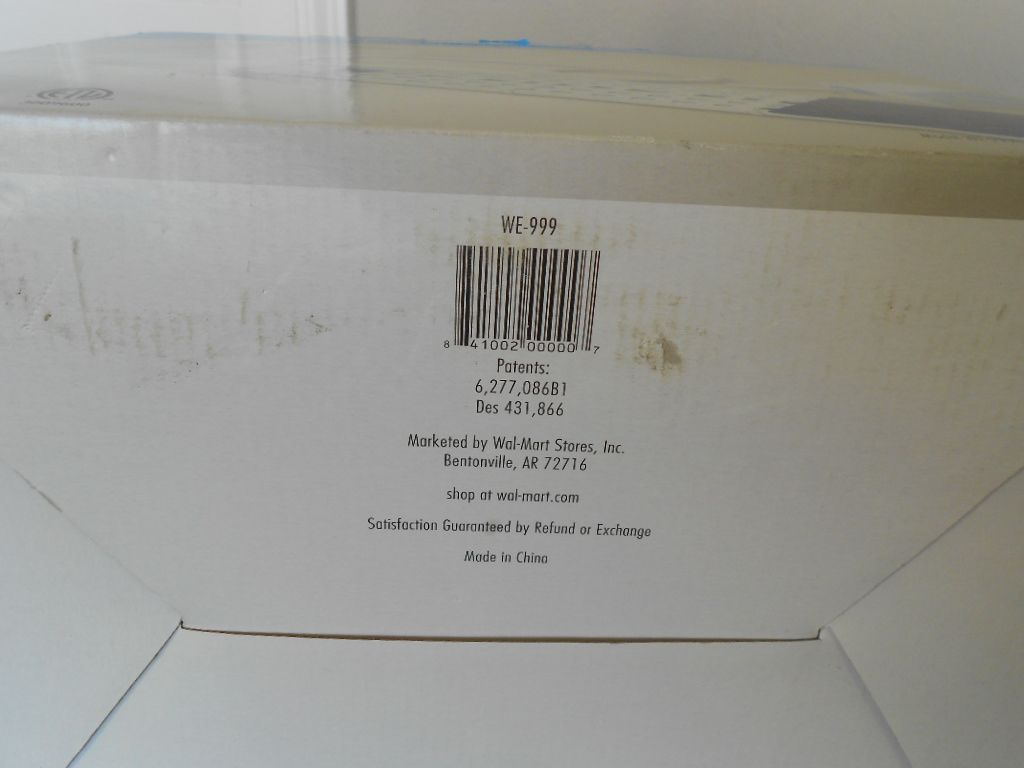 WE-999
8 41002 00000 7
Patents:
6,277,086B1
Des 431,866
Marketed by Wal-Mart Stores, Inc.
Bentonville, AR 72716
shop at wal-mart.com
Satisfaction Guaranteed by Refund or Exchange
Made in China